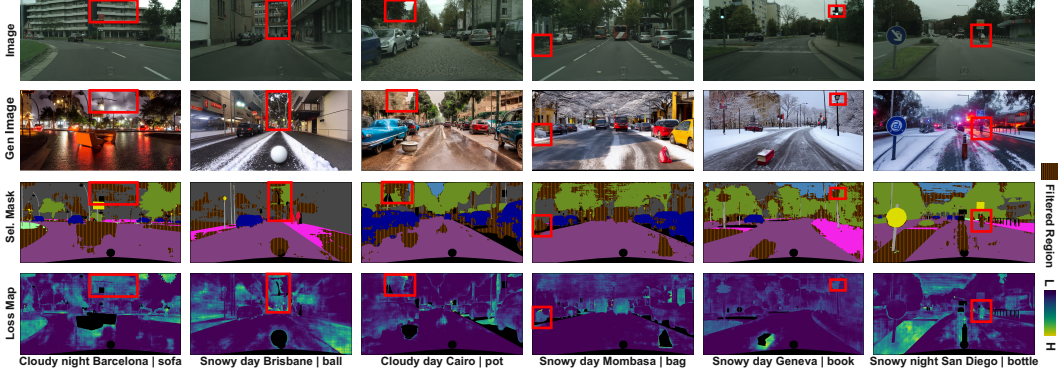 Image
Gen Image
Sel. Mask
Loss Map
Filtered Region
L
H
Cloudy night Barcelona | sofa
Snowy day Brisbane | ball
Cloudy day Cairo | pot
Snowy day Mombasa | bag
Snowy day Geneva | book
Snowy night San Diego | bottle